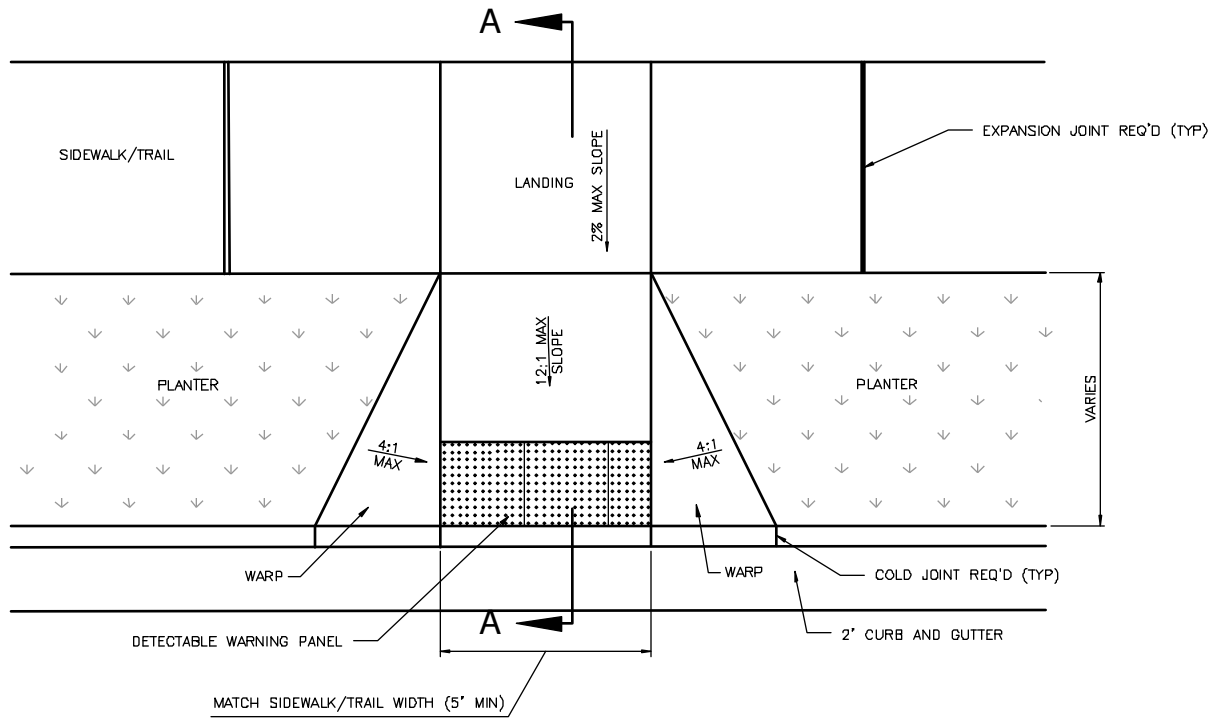 A
SIDEWALK/TRAIL
LANDING
2% MAX SLOPE
EXPANSION JOINT REQ'D (TYP)
12:1 MAX
SLOPE
PLANTER
PLANTER
VARIES
4:1
MAX
4:1
MAX
WARP
WARP
COLD JOINT REQ'D (TYP)
A
DETECTABLE WARNING PANEL
2' CURB AND GUTTER
MATCH SIDEWALK/TRAIL WIDTH (5' MIN)